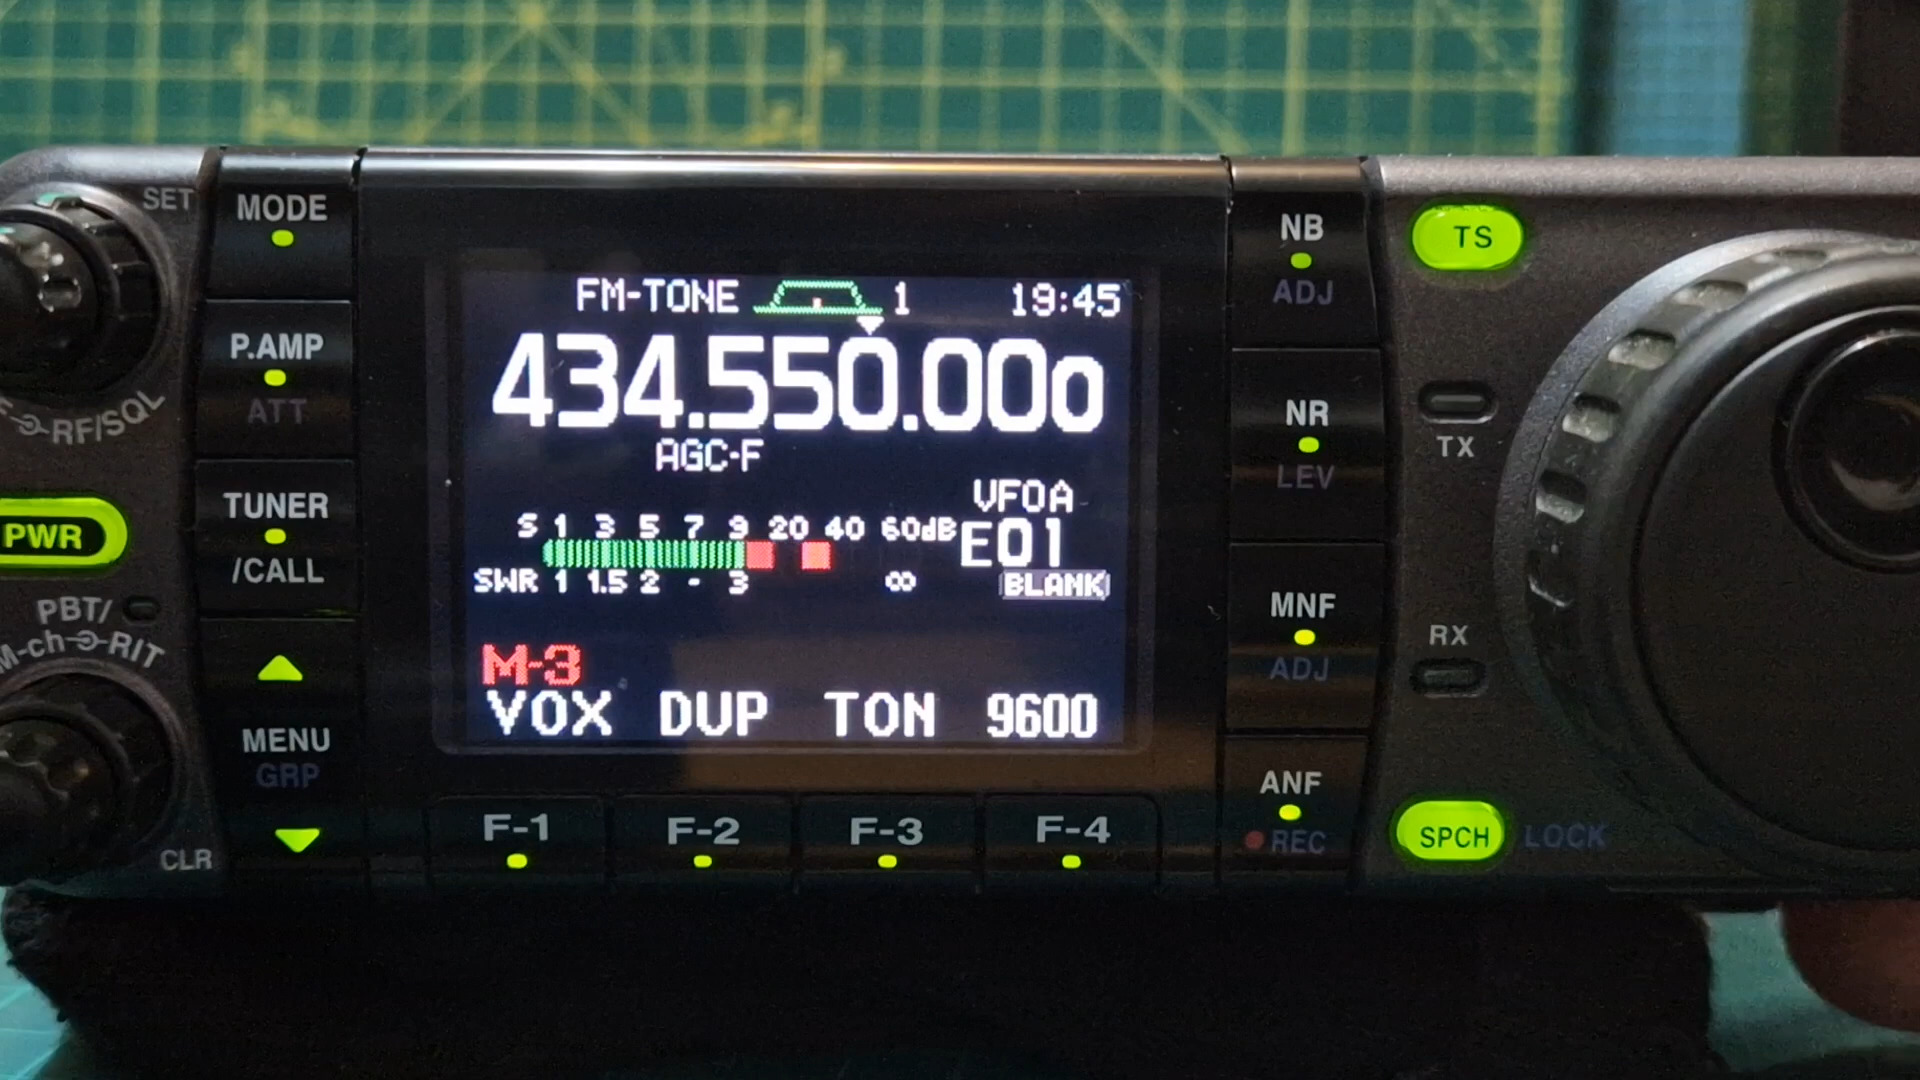 SET
MODE
P.AMP
ATT
RF/SQL
TUNER
/CALL
PWR
PBT/
M-ch RIT
MENU
GRP
CLR
FM-TONE 1 19:45
434.550.000
AGC-F
VFOA
S 1 3 5 7 9 20 40 60dB
E01
SWR 1 1.5 2 - 3 ∞
BLANK
M-3
VOX DUP TON 9600
F-1 F-2 F-3 F-4
NB
ADJ
NR
LEV
MNF
ADJ
ANF
REC
TS
TX
RX
SPCH LOCK